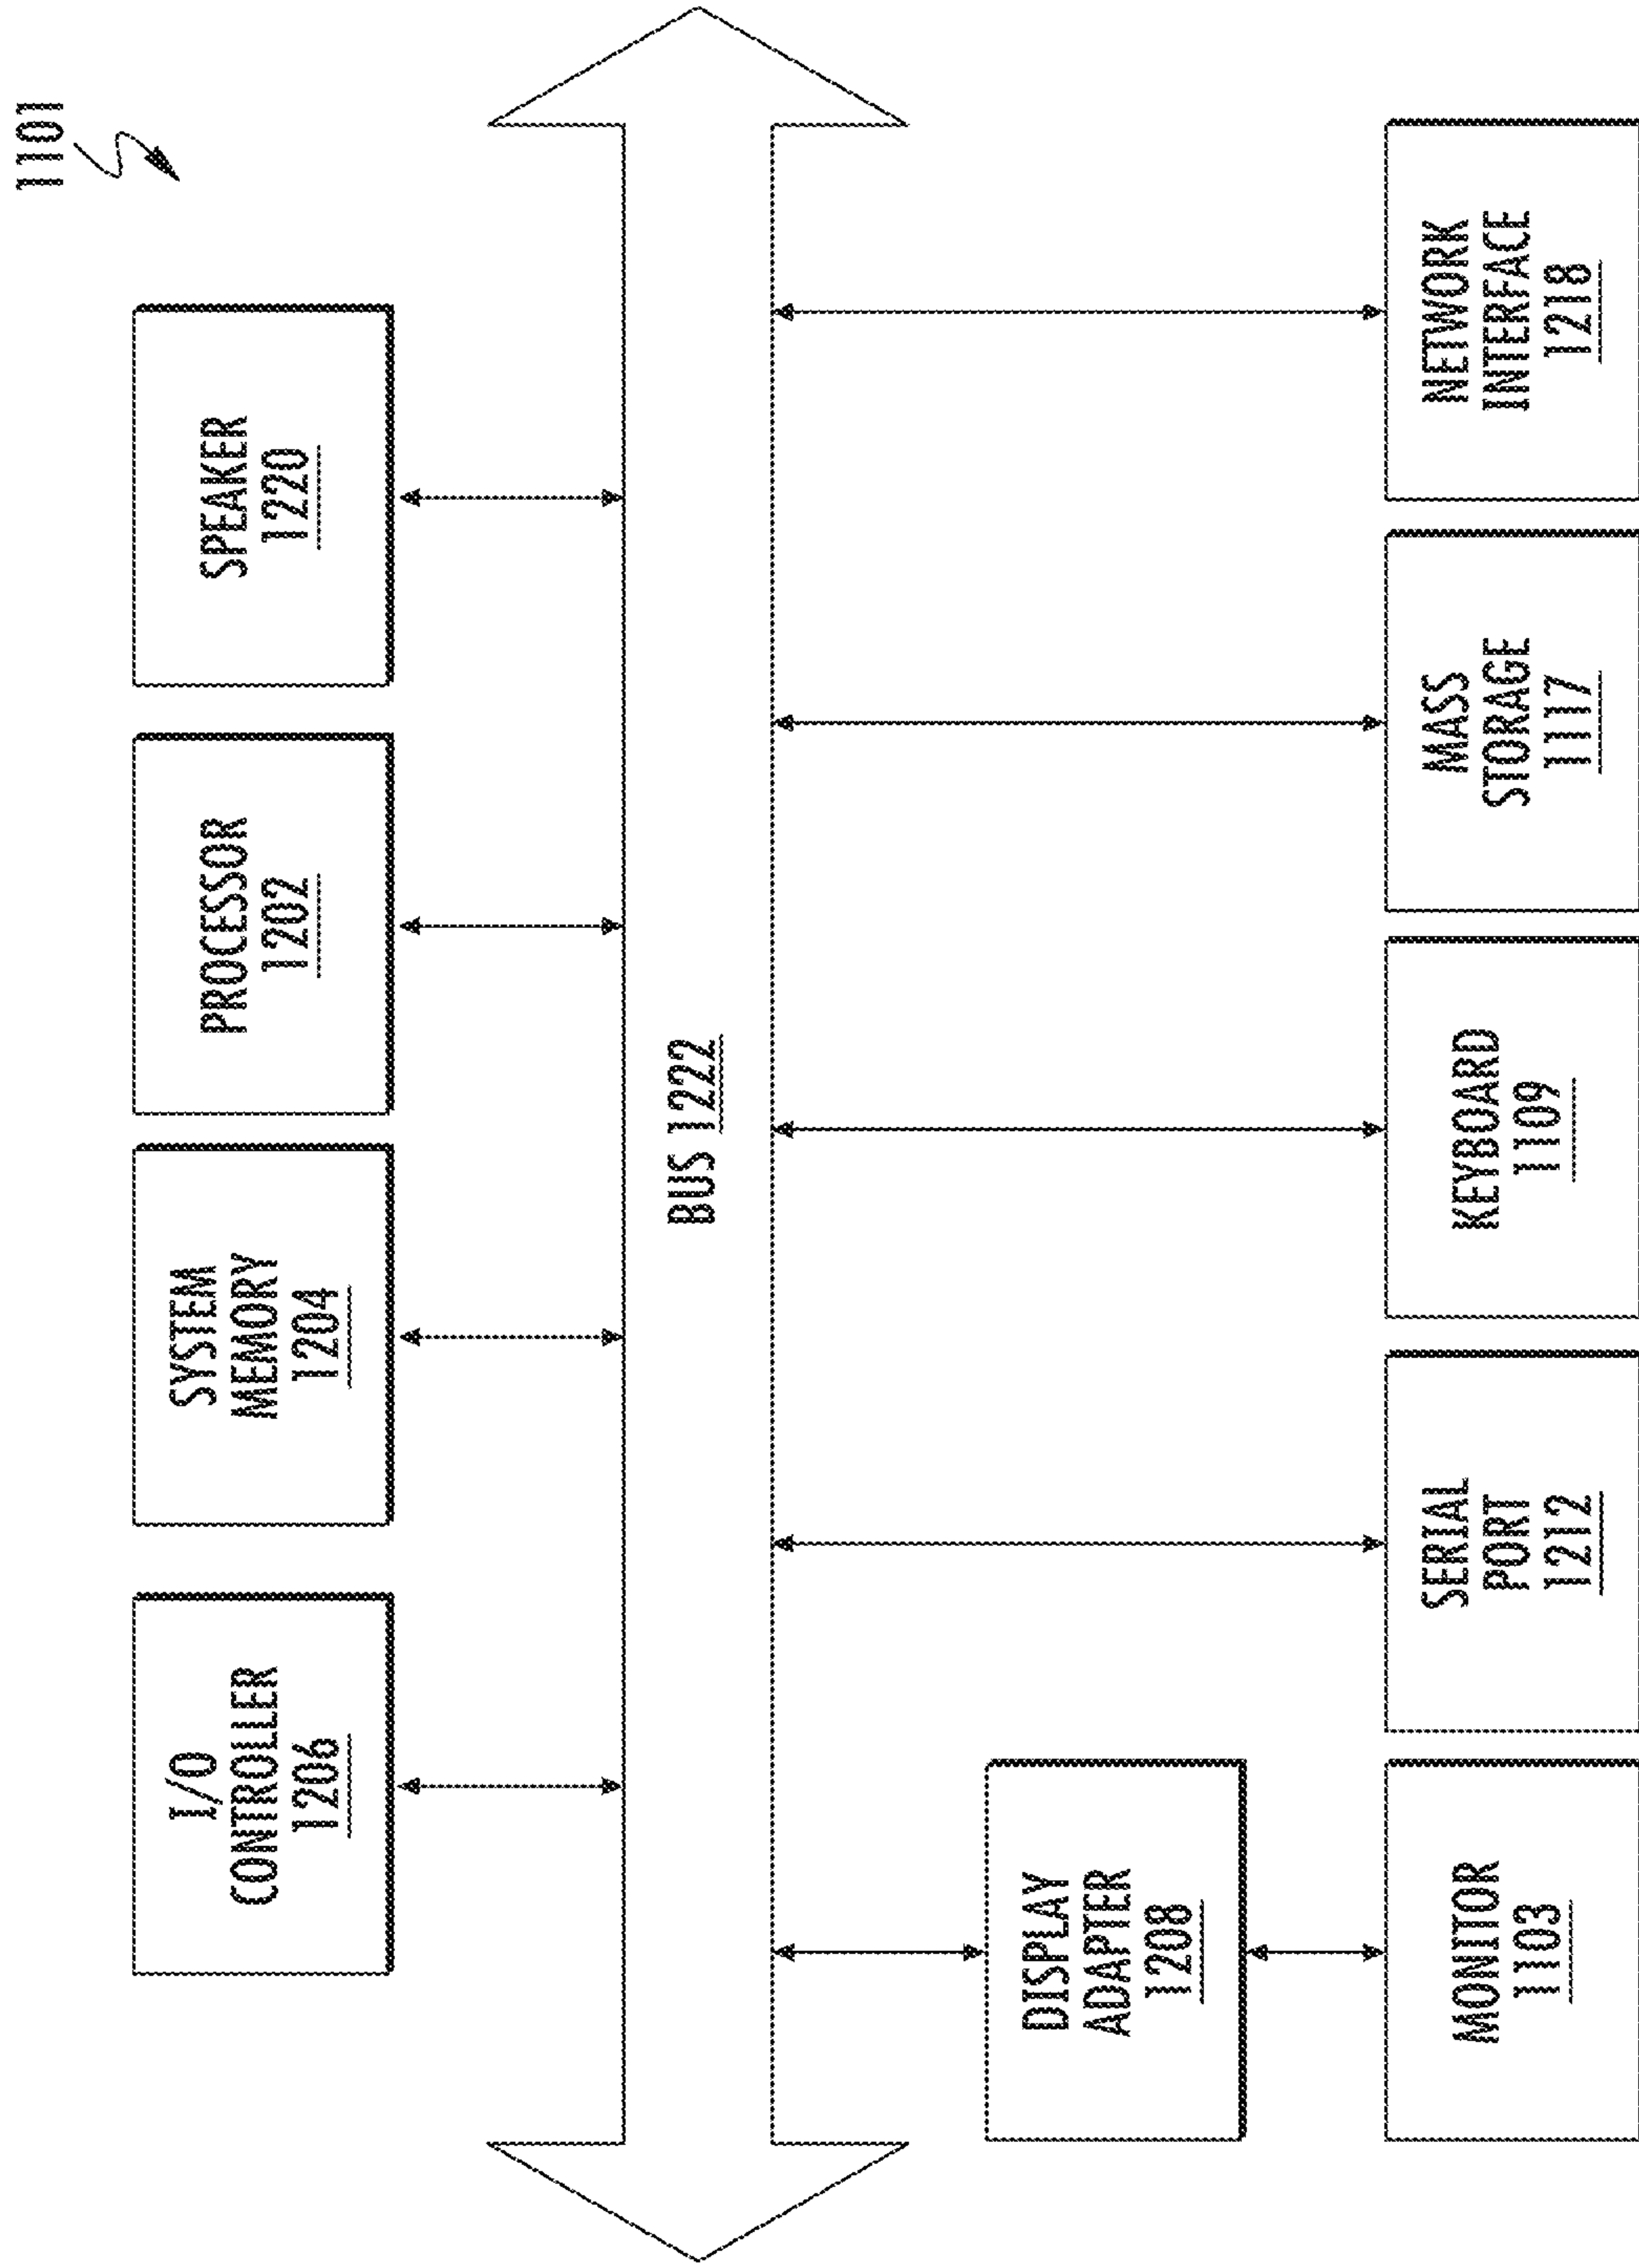 1101
I/O
CONTROLLER
1206
SYSTEM
MEMORY
1204
PROCESSOR
1202
SPEAKER
1220
BUS 1222
DISPLAY
ADAPTER
1208
MONITOR
1103
SERIAL
PORT
1212
KEYBOARD
1109
MASS
STORAGE
1117
NETWORK
INTERFACE
1218